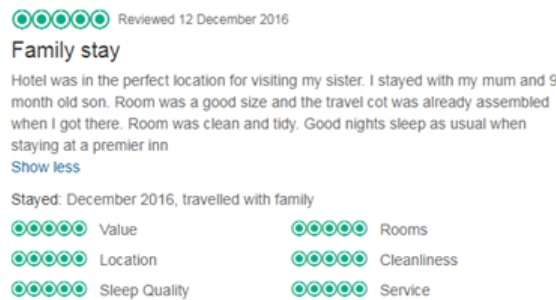 Reviewed 12 December 2016
Family stay
Hotel was in the perfect location for visiting my sister. I stayed with my mum and 9
month old son. Room was a good size and the travel cot was already assembled
when I got there. Room was clean and tidy. Good nights sleep as usual when
staying at a premier inn
Show less
Stayed: December 2016, travelled with family
Value Rooms
Location Cleanliness
Sleep Quality Service